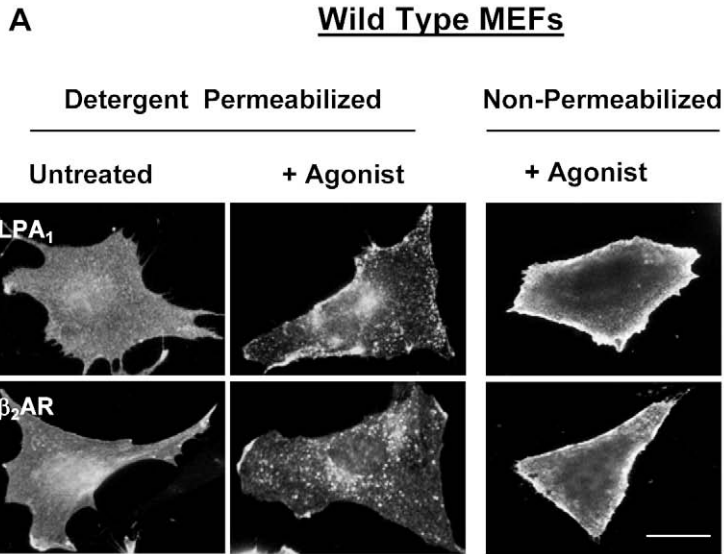 A
Wild Type MEFs
Detergent Permeabilized
Non-Permeabilized
Untreated
+ Agonist
+ Agonist
LPA₁
β₂AR